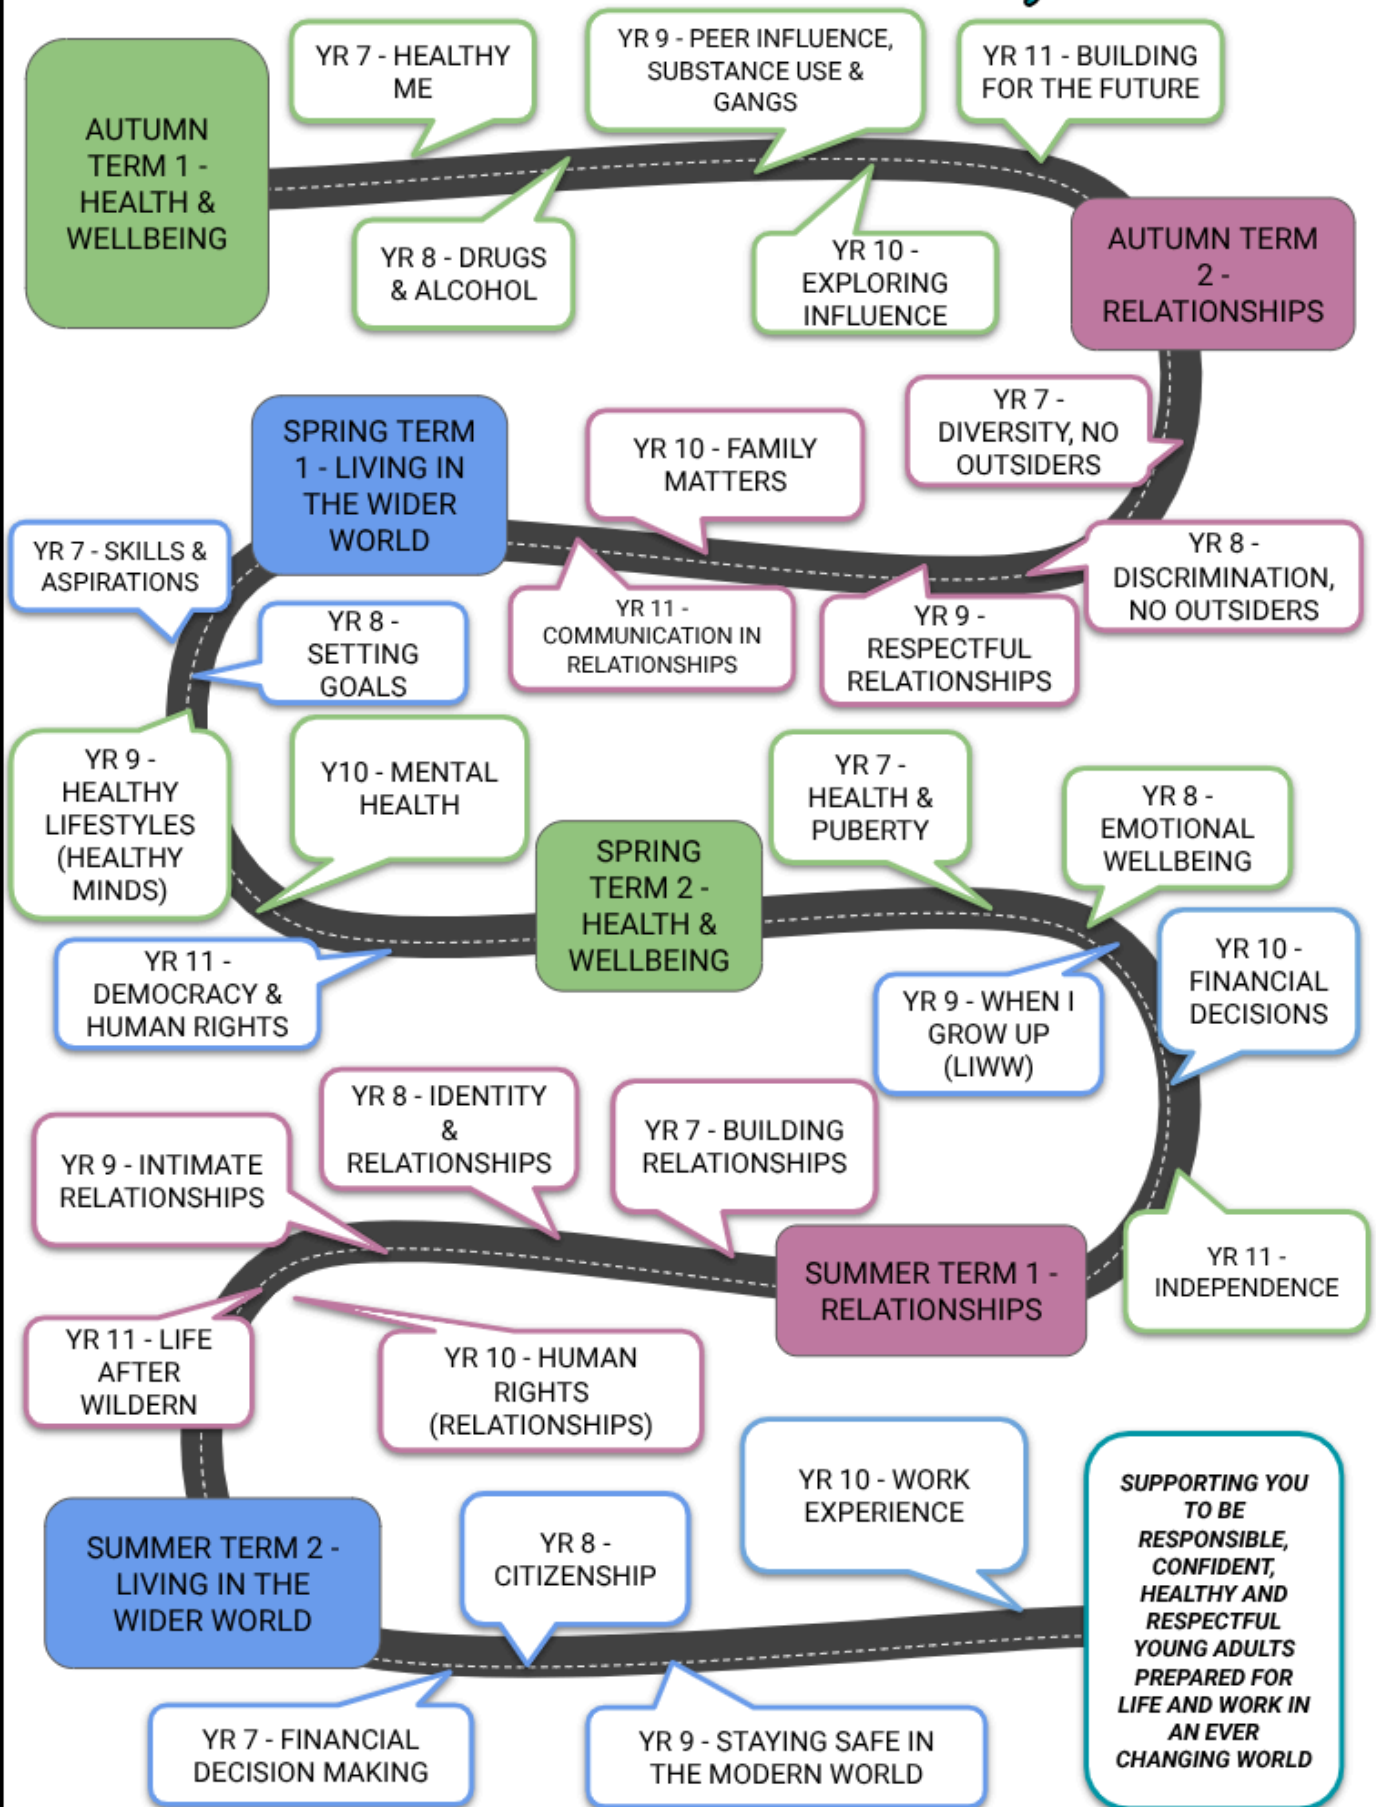 AUTUMN
TERM 1 -
HEALTH &
WELLBEING
YR 7 - HEALTHY
ME
YR 9 - PEER INFLUENCE,
SUBSTANCE USE &
GANGS
YR 11 - BUILDING
FOR THE FUTURE
YR 8 - DRUGS
& ALCOHOL
YR 10 -
EXPLORING
INFLUENCE
AUTUMN TERM
2 -
RELATIONSHIPS
YR 7 -
DIVERSITY, NO
OUTSIDERS
YR 8 -
DISCRIMINATION,
NO OUTSIDERS
YR 9 -
RESPECTFUL
RELATIONSHIPS
YR 10 - FAMILY
MATTERS
YR 11 -
COMMUNICATION IN
RELATIONSHIPS
SPRING TERM
1 - LIVING IN
THE WIDER
WORLD
YR 7 - SKILLS &
ASPIRATIONS
YR 8 -
SETTING
GOALS
YR 9 -
HEALTHY
LIFESTYLES
(HEALTHY
MINDS)
Y10 - MENTAL
HEALTH
YR 11 -
DEMOCRACY &
HUMAN RIGHTS
SPRING
TERM 2 -
HEALTH &
WELLBEING
YR 7 -
HEALTH &
PUBERTY
YR 8 -
EMOTIONAL
WELLBEING
YR 9 - WHEN I
GROW UP
(LIWW)
YR 10 -
FINANCIAL
DECISIONS
YR 11 -
INDEPENDENCE
SUMMER TERM 1 -
RELATIONSHIPS
YR 7 - BUILDING
RELATIONSHIPS
YR 8 - IDENTITY
&
RELATIONSHIPS
YR 9 - INTIMATE
RELATIONSHIPS
YR 10 - HUMAN
RIGHTS
(RELATIONSHIPS)
YR 11 - LIFE
AFTER
WILDERN
SUMMER TERM 2 -
LIVING IN THE
WIDER WORLD
YR 7 - FINANCIAL
DECISION MAKING
YR 8 -
CITIZENSHIP
YR 9 - STAYING SAFE IN
THE MODERN WORLD
YR 10 - WORK
EXPERIENCE
SUPPORTING YOU
TO BE
RESPONSIBLE,
CONFIDENT,
HEALTHY AND
RESPECTFUL
YOUNG ADULTS
PREPARED FOR
LIFE AND WORK IN
AN EVER
CHANGING WORLD